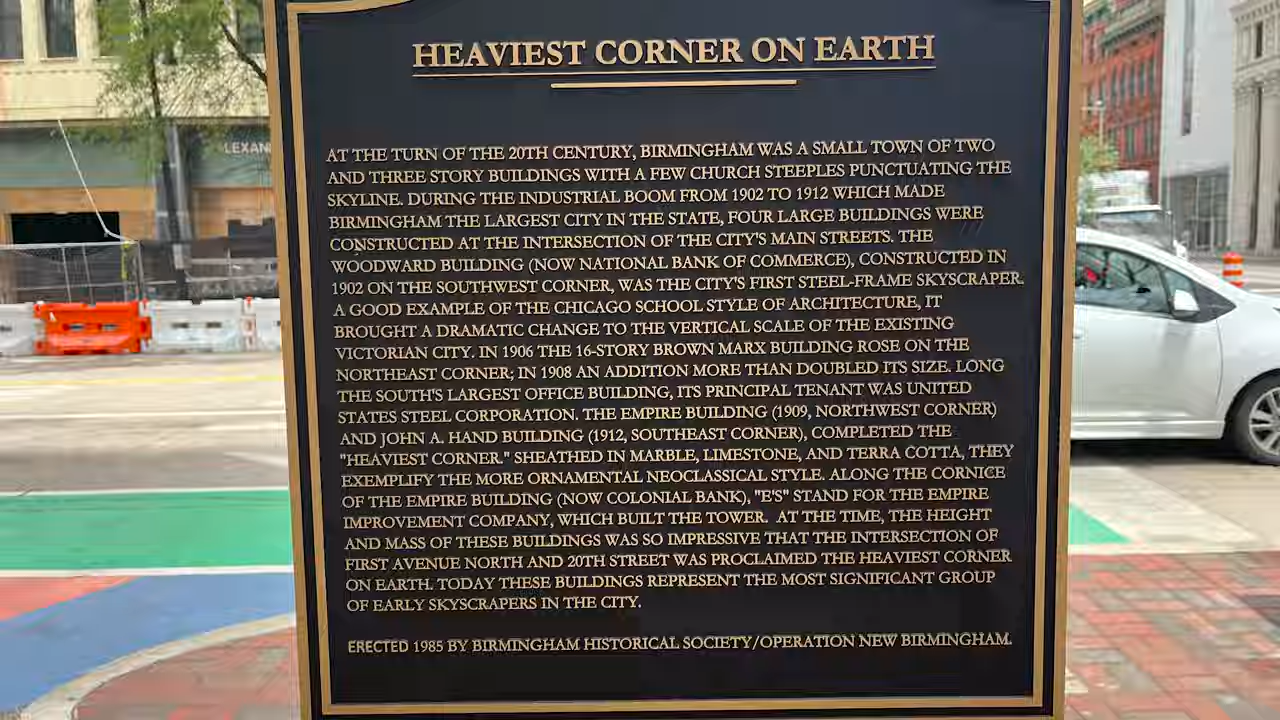 HEAVIEST CORNER ON EARTH
LEXAN
AT THE TURN OF THE 20TH CENTURY, BIRMINGHAM WAS A SMALL TOWN OF TWO
AND THREE STORY BUILDINGS WITH A FEW CHURCH STEEPLES PUNCTUATING THE
SKYLINE. DURING THE INDUSTRIAL BOOM FROM 1902 TO 1912 WHICH MADE
BIRMINGHAM THE LARGEST CITY IN THE STATE, FOUR LARGE BUILDINGS WERE
CONSTRUCTED AT THE INTERSECTION OF THE CITY'S MAIN STREETS. THE
WOODWARD BUILDING (NOW NATIONAL BANK OF COMMERCE), CONSTRUCTED IN
1902 ON THE SOUTHWEST CORNER, WAS THE CITY'S FIRST STEEL-FRAME SKYSCRAPER.
A GOOD EXAMPLE OF THE CHICAGO SCHOOL STYLE OF ARCHITECTURE, IT
BROUGHT A DRAMATIC CHANGE TO THE VERTICAL SCALE OF THE EXISTING
VICTORIAN CITY. IN 1906 THE 16-STORY BROWN MARX BUILDING ROSE ON THE
NORTHEAST CORNER; IN 1908 AN ADDITION MORE THAN DOUBLED ITS SIZE. LONG
THE SOUTH'S LARGEST OFFICE BUILDING, ITS PRINCIPAL TENANT WAS UNITED
STATES STEEL CORPORATION. THE EMPIRE BUILDING (1909, NORTHWEST CORNER)
AND JOHN A. HAND BUILDING (1912, SOUTHEAST CORNER), COMPLETED THE
"HEAVIEST CORNER." SHEATHED IN MARBLE, LIMESTONE, AND TERRA COTTA, THEY
EXEMPLIFY THE MORE ORNAMENTAL NEOCLASSICAL STYLE. ALONG THE CORNICE
OF THE EMPIRE BUILDING (NOW COLONIAL BANK), "E'S" STAND FOR THE EMPIRE
IMPROVEMENT COMPANY, WHICH BUILT THE TOWER. AT THE TIME, THE HEIGHT
AND MASS OF THESE BUILDINGS WAS SO IMPRESSIVE THAT THE INTERSECTION OF
FIRST AVENUE NORTH AND 20TH STREET WAS PROCLAIMED THE HEAVIEST CORNER
ON EARTH. TODAY THESE BUILDINGS REPRESENT THE MOST SIGNIFICANT GROUP
OF EARLY SKYSCRAPERS IN THE CITY.
ERECTED 1985 BY BIRMINGHAM HISTORICAL SOCIETY/OPERATION NEW BIRMINGHAM.